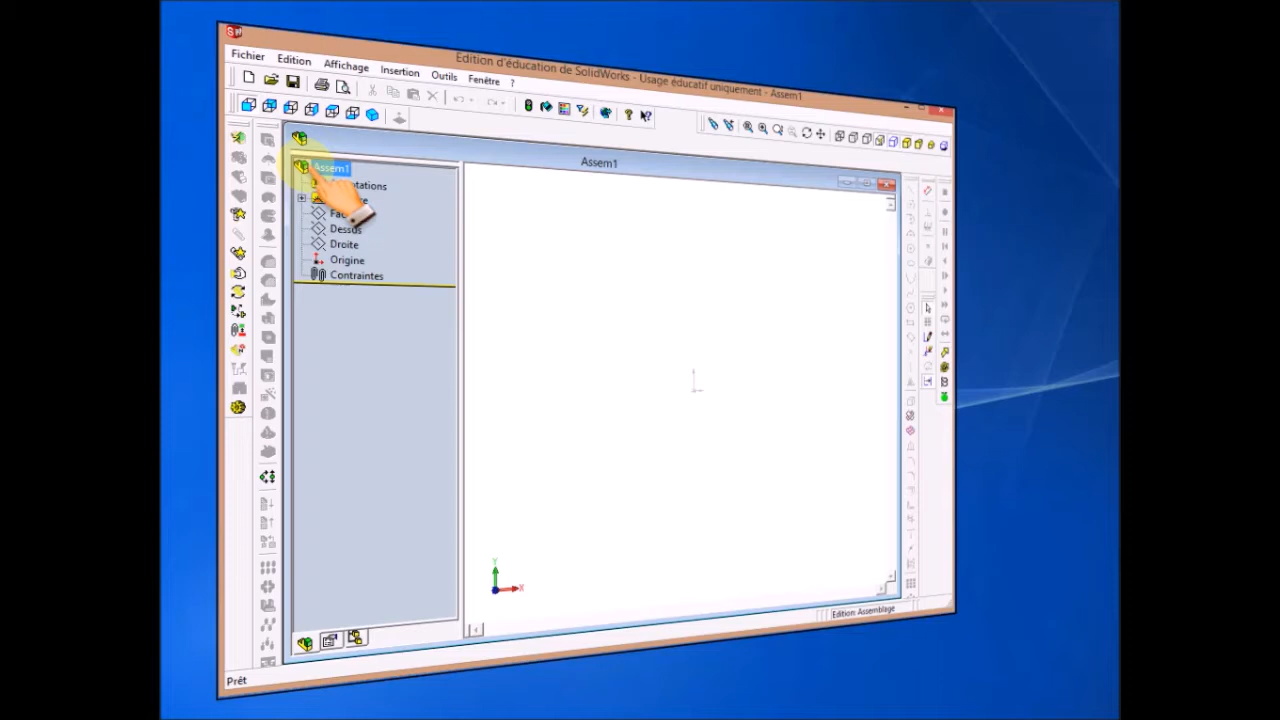 Edition d'éducation de SolidWorks - Usage éducatif uniquement - Assem1
Fichier Edition Affichage Insertion Outils Fenêtre ?
Assem1
Assem1
Dessus
Droite
Origine
Contraintes
Y
X
Edition: Assemblage
Prêt